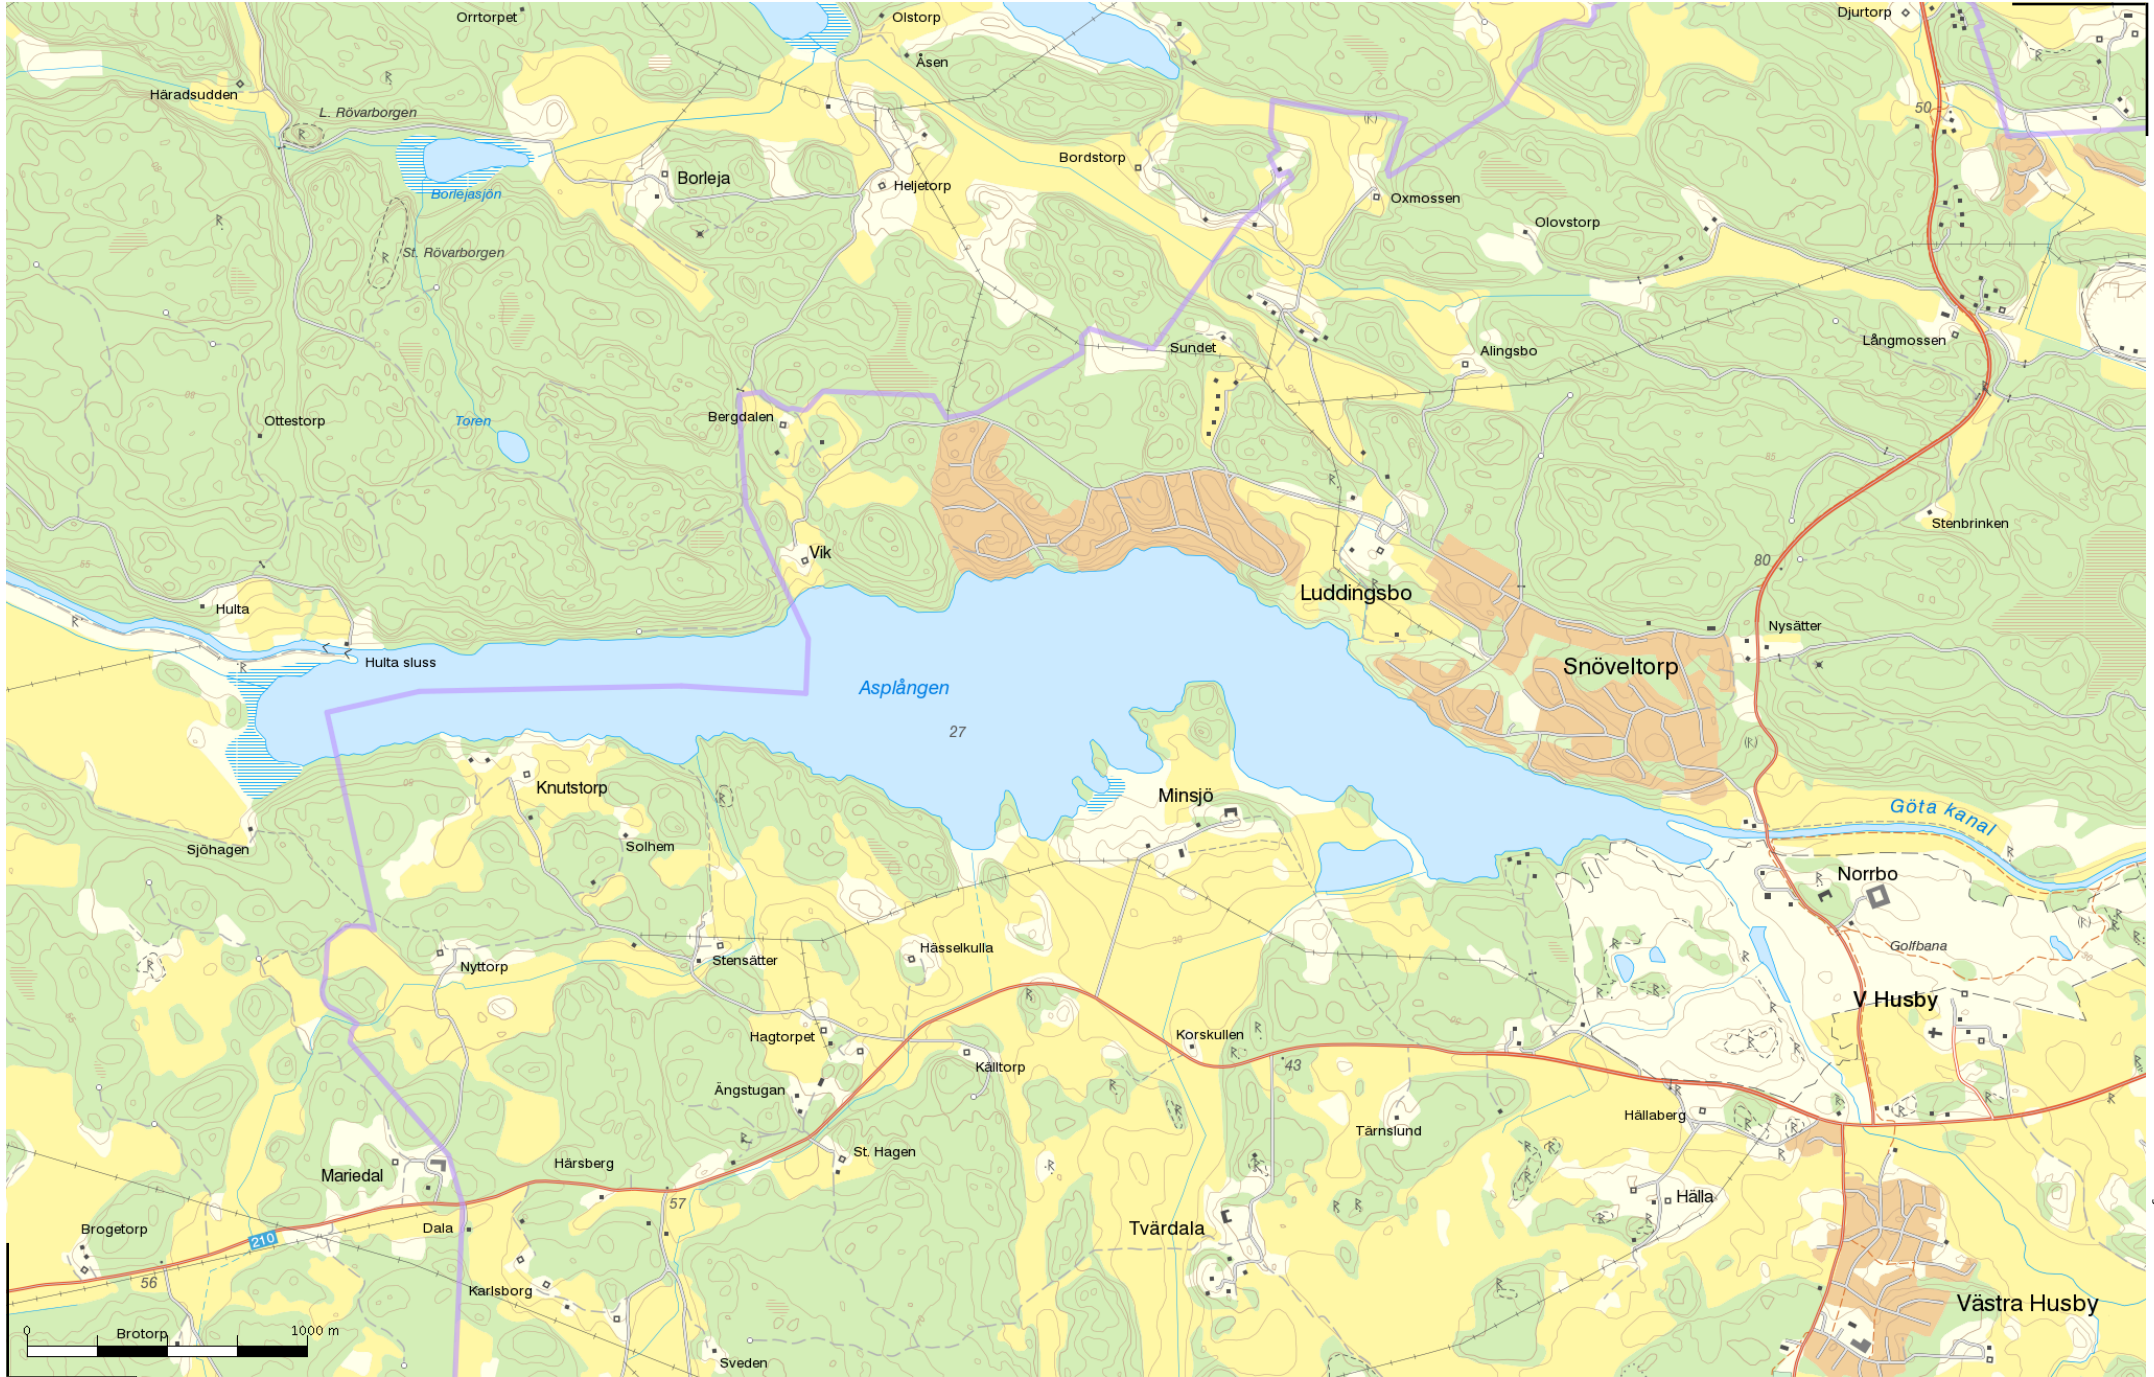 Orrtorpet
Olstorp
Djurtorp
Åsen
Häradsudden
L. Rövarborgen
R
R
50
(R)
R
Bordstorp
Borleja
Borlejasjön
Heljetorp
Oxmossen
R
Olovstorp
St. Rövarborgen
R
Långmossen
Sundet
Alingsbo
Bergdalen
Ottestorp
Toren
85
R
Stenbrinken
Vik
80
Luddingsbo
R
Hulta
R
Nysätter
Hulta sluss
R
Snöveltorp
Asplången
27
(R)
Knutstorp
R
Minsjö
Göta kanal
Sjöhagen
Solhem
R
Norrbo
R
(R)
Hässelkulla
Golfbana
R
R
Nyttorp
Stensätter
R
R
R
V Husby
Hagtorpet
Korskullen
R
R
R
R
Kålltorp
43
Ängstugan
R
R
Hällaberg
Tärnslund
R
R
St. Hagen
Härsberg
Mariedal
R
R
R
Hälla
57
R
R
R
Dala
Brogetorp
Tvärdala
210
56
R
Karlsborg
Västra Husby
0
1000 m
Brotorp
Sveden